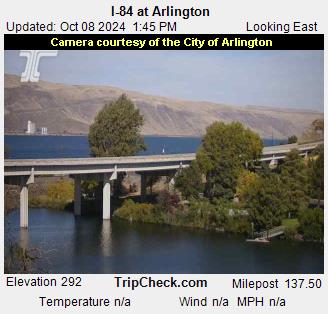 I-84 at Arlington
Updated: Oct 08 2024 1:45 PM Looking East
Camera courtesy of the City of Arlington
Elevation 292 TripCheck.com Milepost 137.50
Temperature n/a Wind n/a MPH n/a